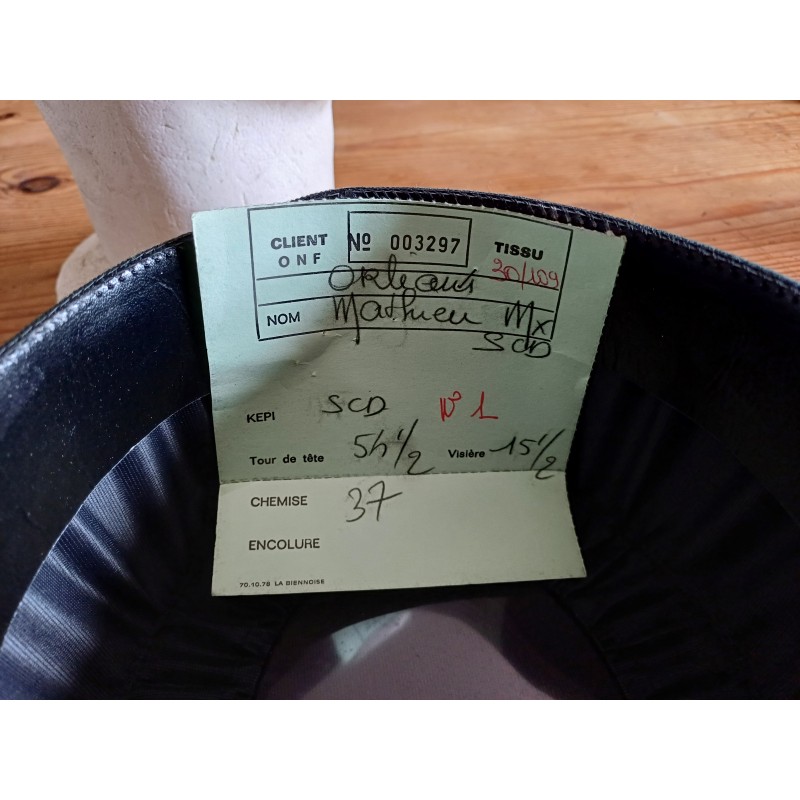 CLIENT Nº 003297 TISSU
ONF 30/109
Orléans
NOM Mathieu Mx
SCD
KEPI SCD N° 1
Tour de tête 54 1/2 Visière 15 1/2
CHEMISE 37
ENCOLURE
70.10.78 LA BIENNOISE